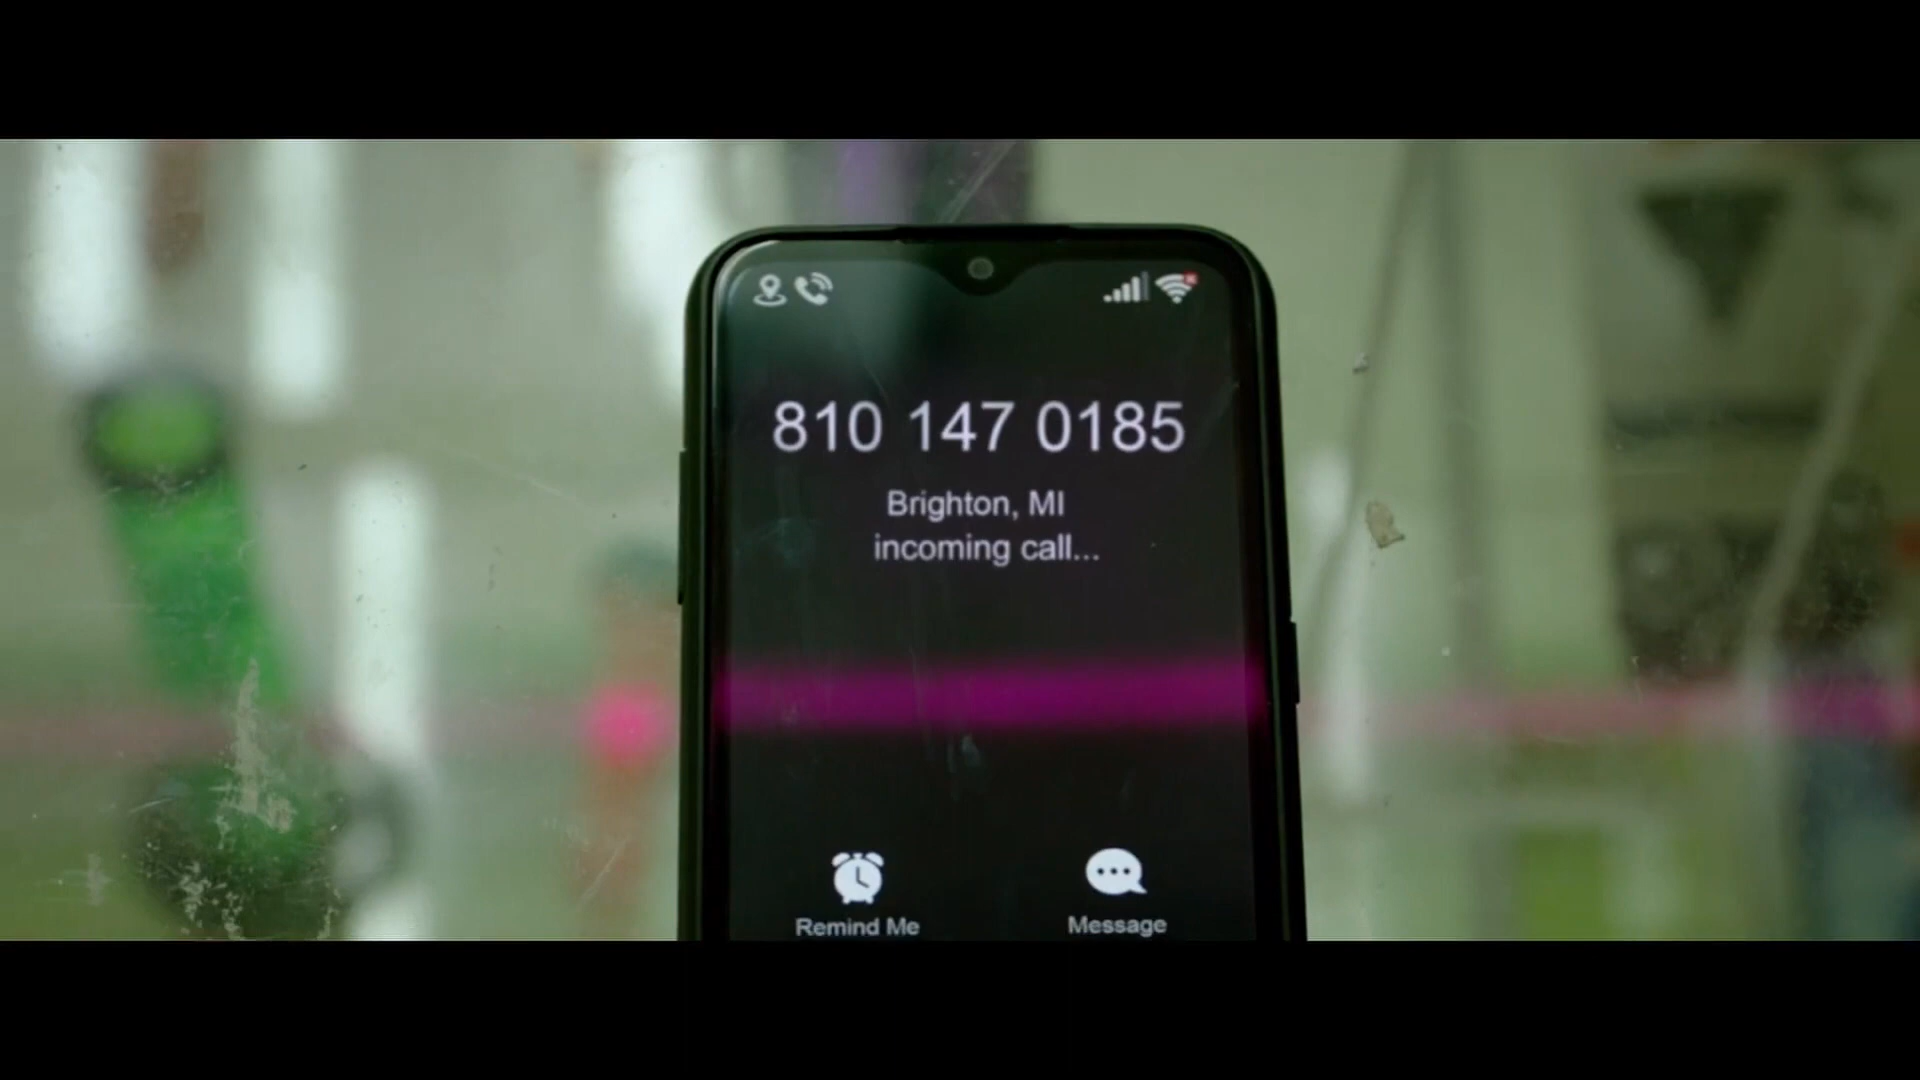 810 147 0185
Brighton, MI
incoming call...
Remind Me
Message